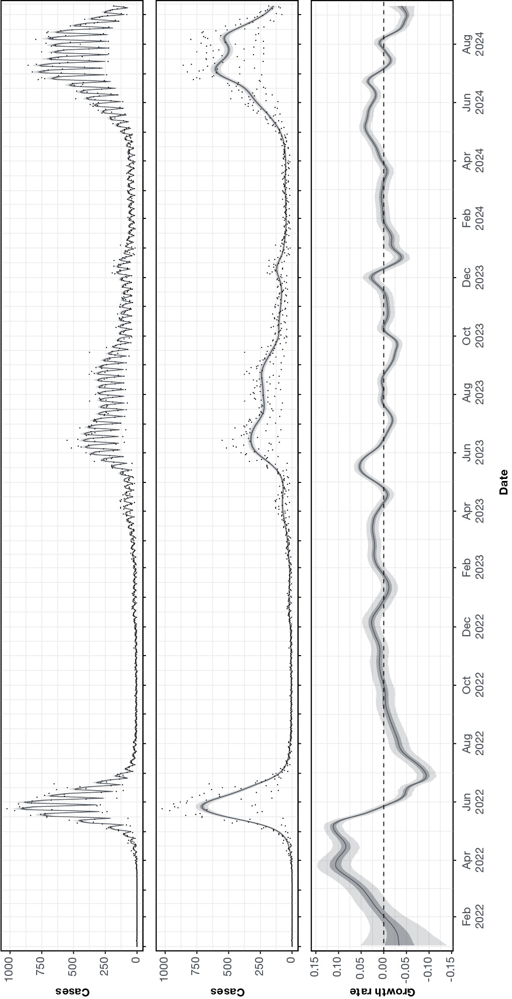 Cases
1000
750
500
250
0
Cases
1000
750
500
250
0
Growth rate
0.15
0.10
0.05
0.00
-0.05
-0.10
-0.15
Feb
2022
Apr
2022
Jun
2022
Aug
2022
Oct
2022
Dec
2022
Feb
2023
Apr
2023
Jun
2023
Aug
2023
Oct
2023
Dec
2023
Feb
2024
Apr
2024
Jun
2024
Aug
2024
Date